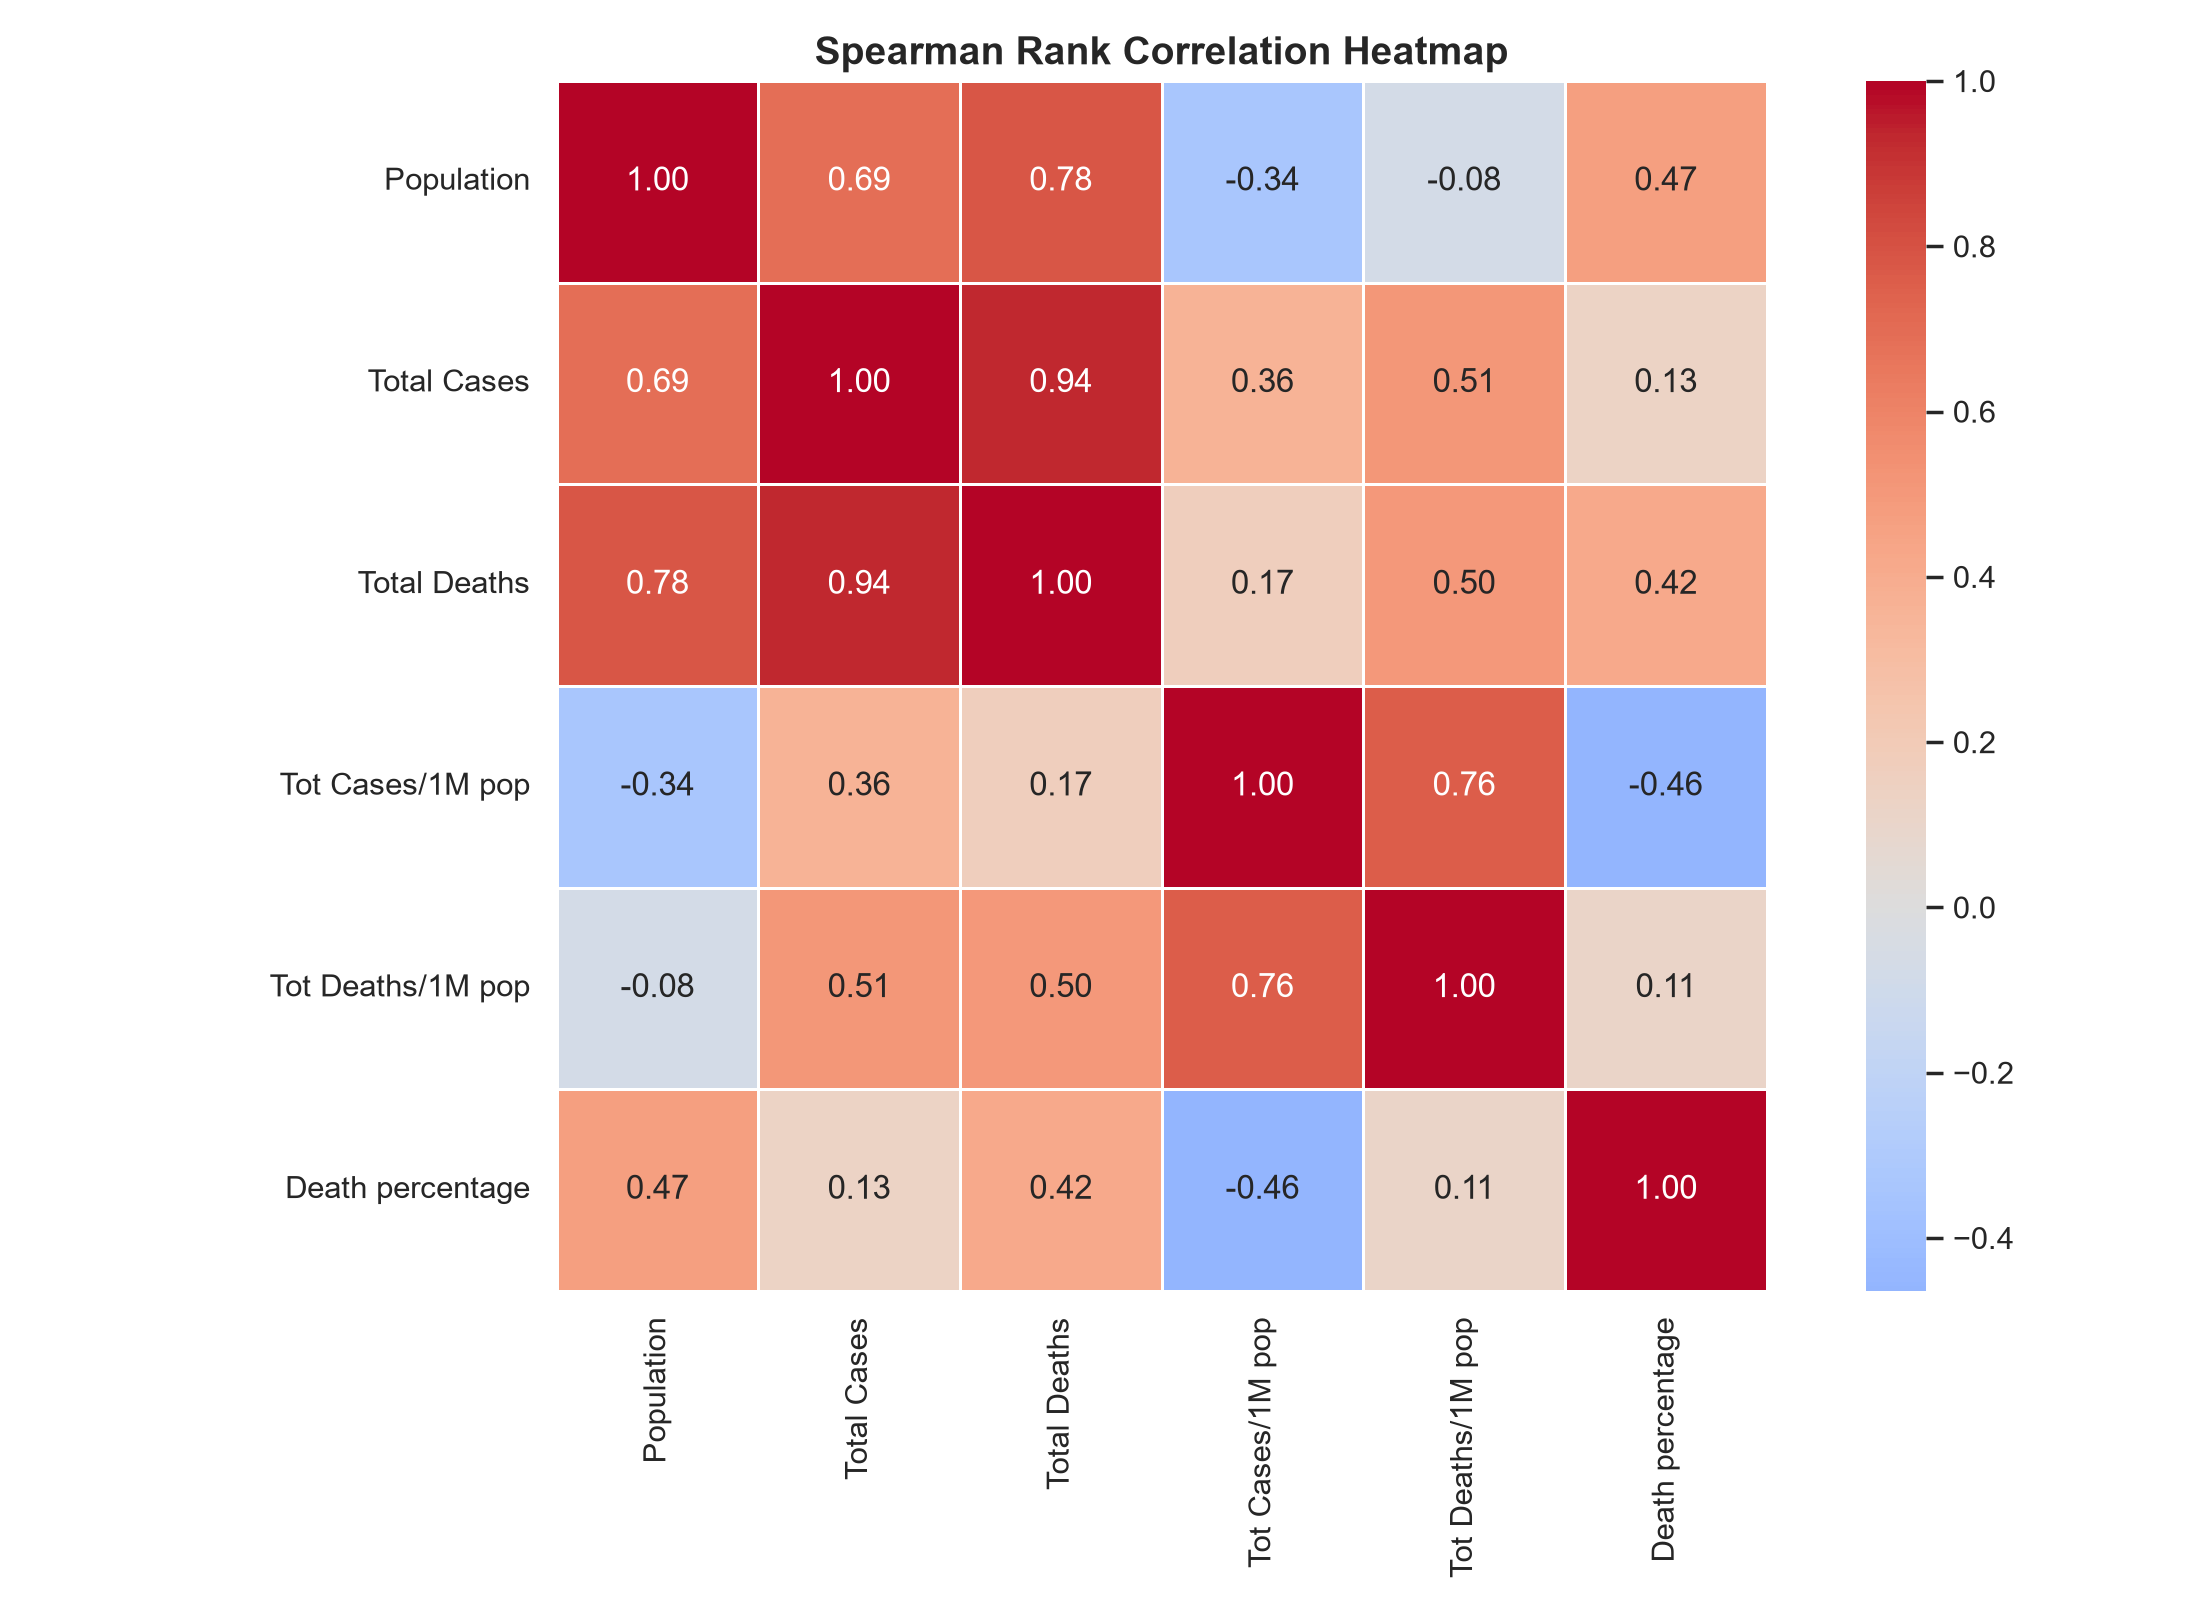 Spearman Rank Correlation Heatmap
Population 1.00 0.69 0.78 -0.34 -0.08 0.47
Total Cases 0.69 1.00 0.94 0.36 0.51 0.13
Total Deaths 0.78 0.94 1.00 0.17 0.50 0.42
Tot Cases/1M pop -0.34 0.36 0.17 1.00 0.76 -0.46
Tot Deaths/1M pop -0.08 0.51 0.50 0.76 1.00 0.11
Death percentage 0.47 0.13 0.42 -0.46 0.11 1.00
Population
Total Cases
Total Deaths
Tot Cases/1M pop
Tot Deaths/1M pop
Death percentage
1.0
0.8
0.6
0.4
0.2
0.0
−0.2
−0.4